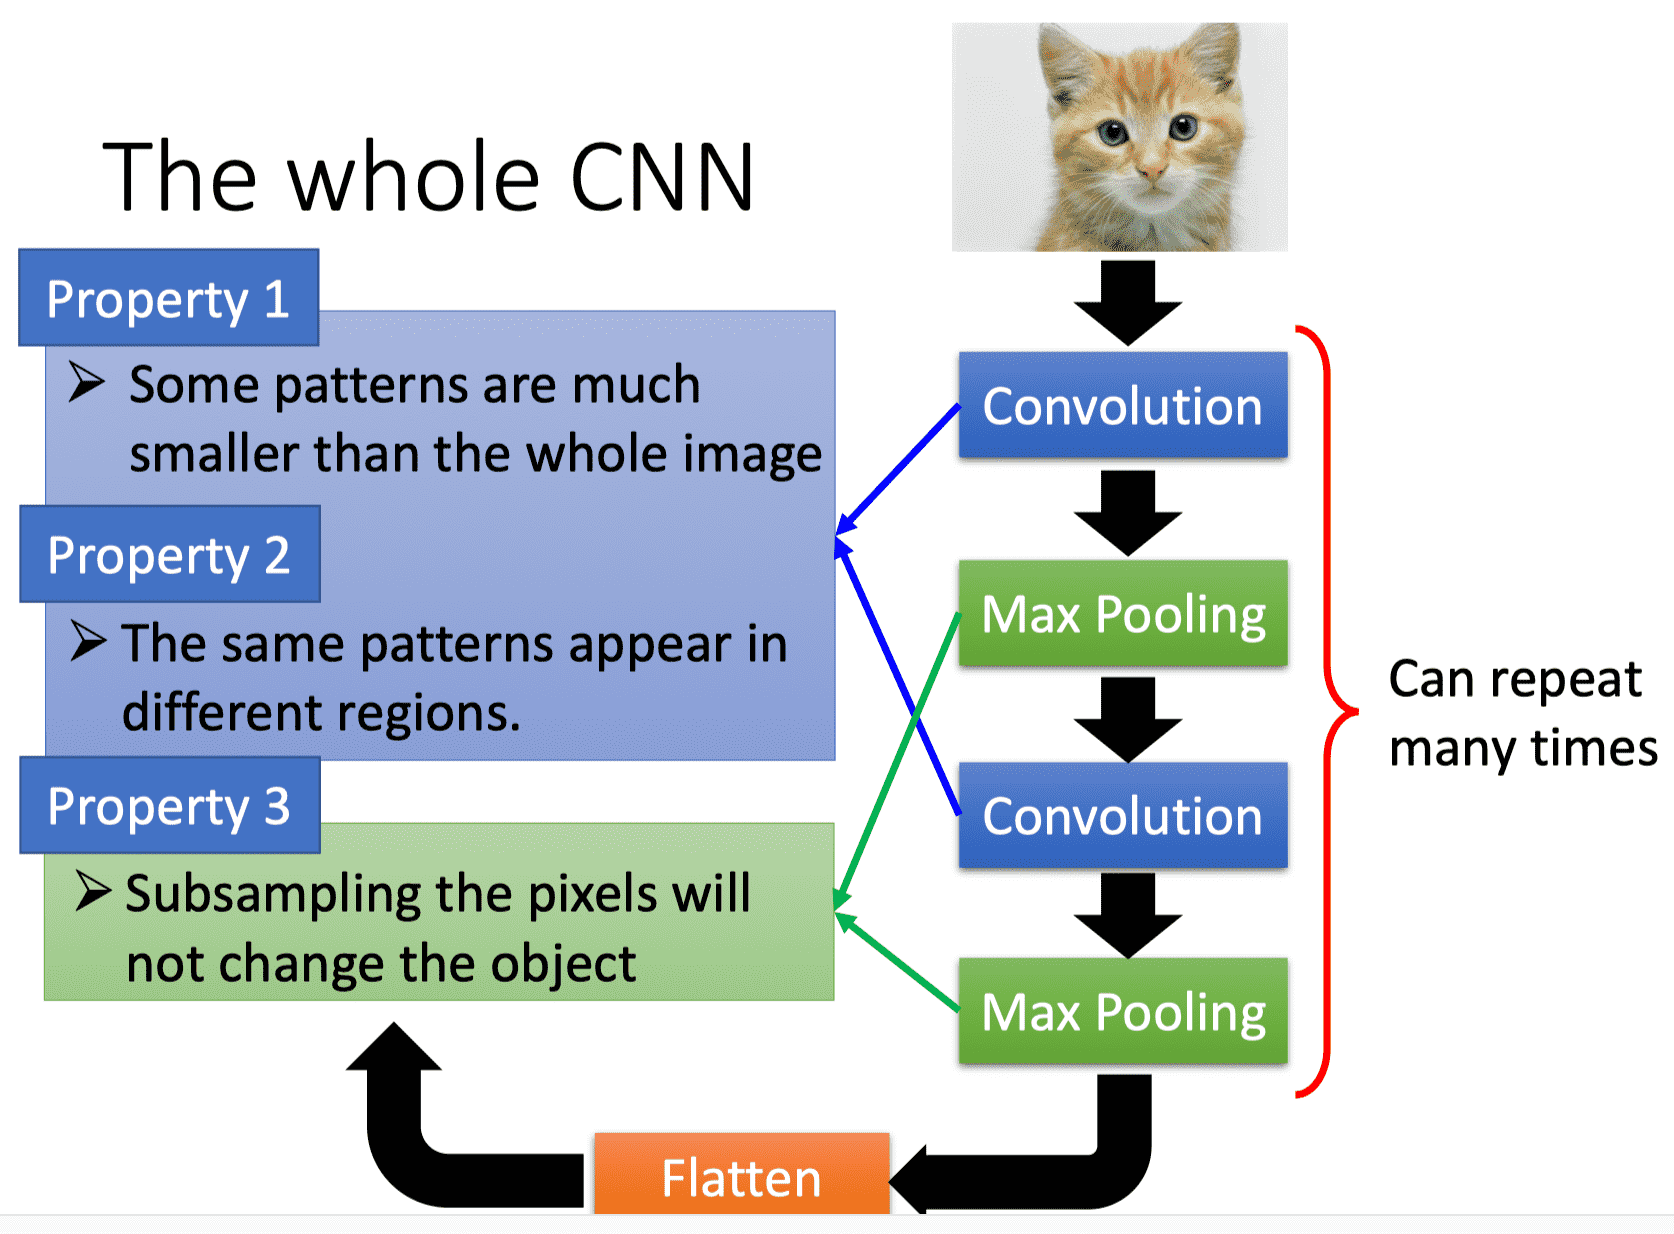 The whole CNN
Property 1
➢ Some patterns are much
smaller than the whole image
Property 2
➢ The same patterns appear in
different regions.
Property 3
➢ Subsampling the pixels will
not change the object
Convolution
Max Pooling
Convolution
Max Pooling
Can repeat
many times
Flatten